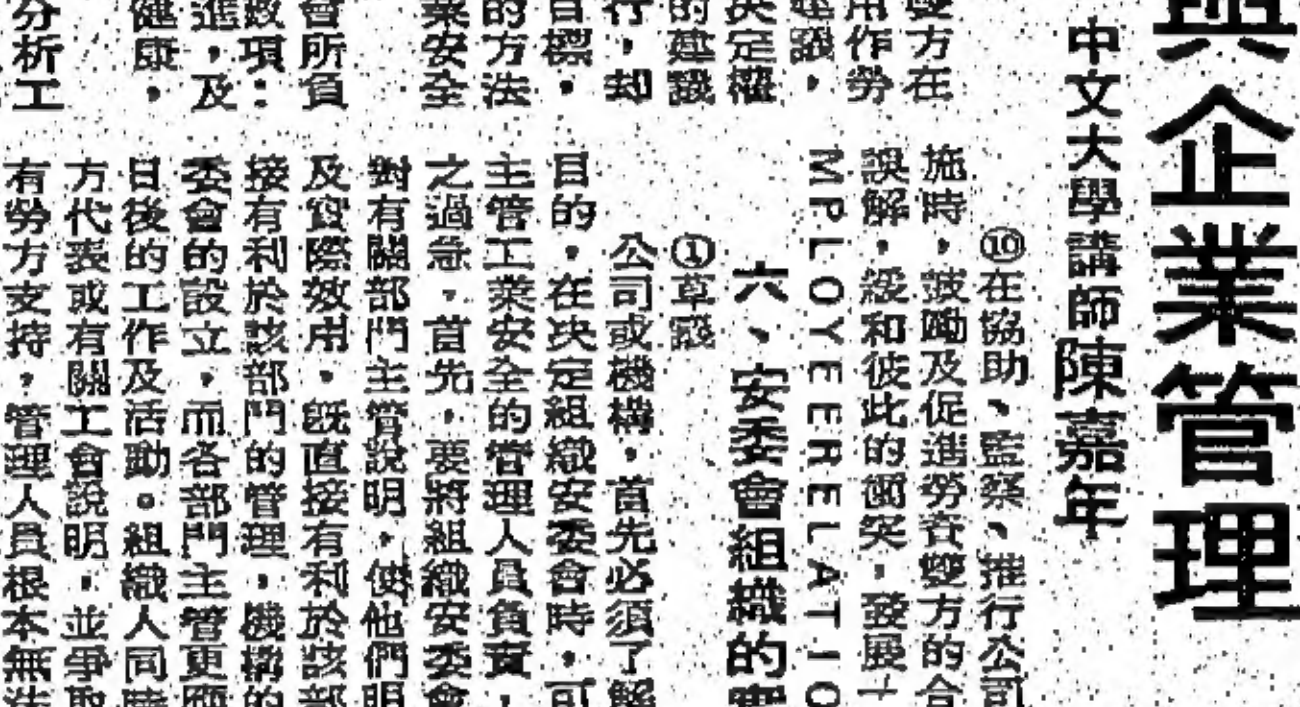 與企業管理
中文大學講師陳嘉年
雙方在
用作勞
建議,
決定權
的建議
行,却
目標,
的方法
業安全
會所負
政項:
進,及
健康,
分析工
⑩在協助、監察、推行公司
施時,鼓勵及促進勞資雙方的合
誤解,緩和彼此的衝突,發展
MPLOYEERELATIO
六、安委會組織的
①草議
公司或機構,首先必須了解
目的,在决定組織安委會時,可
主管工業安全的管理人員負責,
之過急,首先,要將組織安委會
對有關部門主管說明,使他們明
及實際效用,既直接有利於該部
接有利於該部門的管理,機構的
委會的設立,而各部門主管更應
日後的工作及活動。組織人同時
方代表或有關工會說明,並爭取
有勞方支持,管理人員根本無法